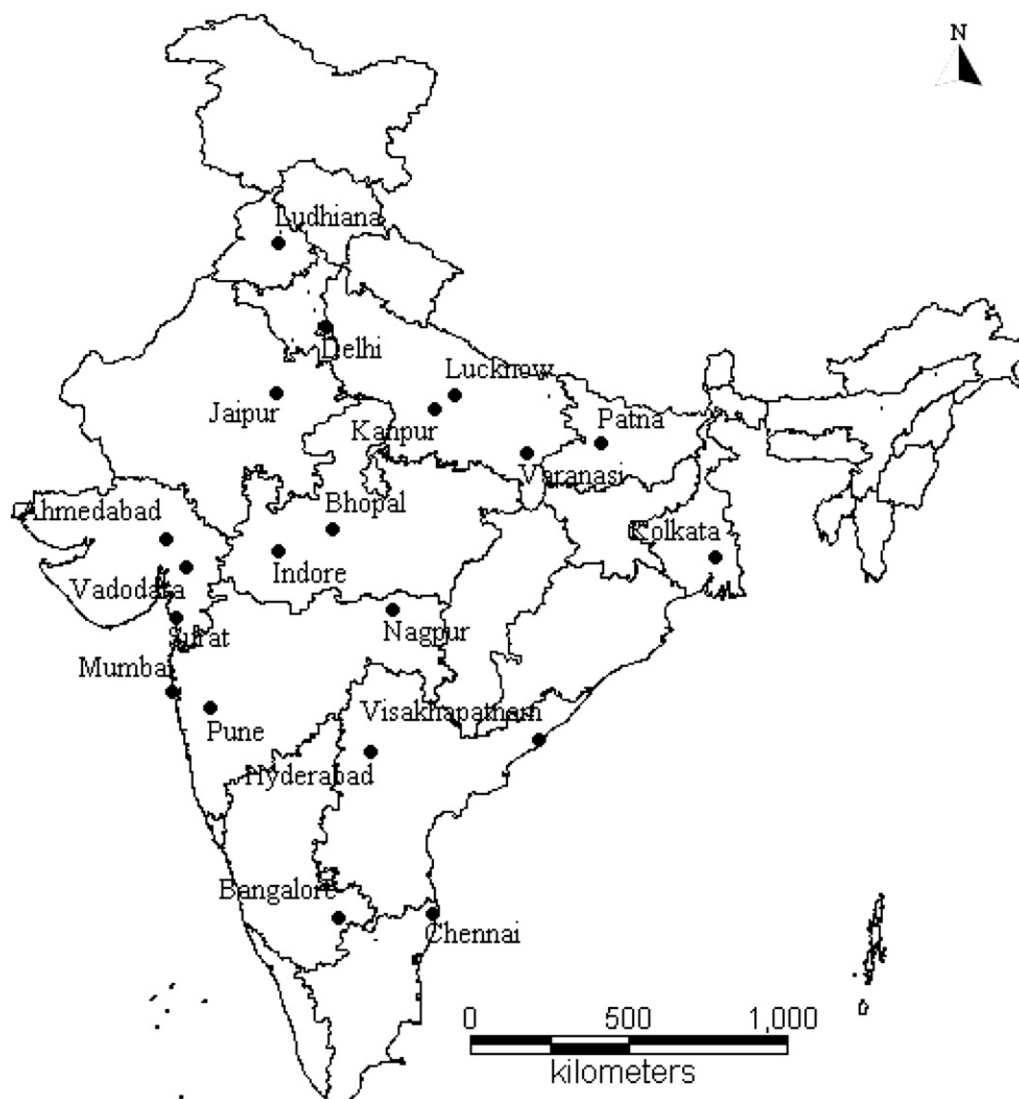 N
Ludhiana
Delhi
Lucknow
Jaipur
Kanpur
Patna
Varanasi
Ahmedabad
Bhopal
Kolkata
Indore
Vadodara
Nagpur
Surat
Mumbai
Visakhapatnam
Pune
Hyderabad
Bangalore
Chennai
0 500 1,000
kilometers